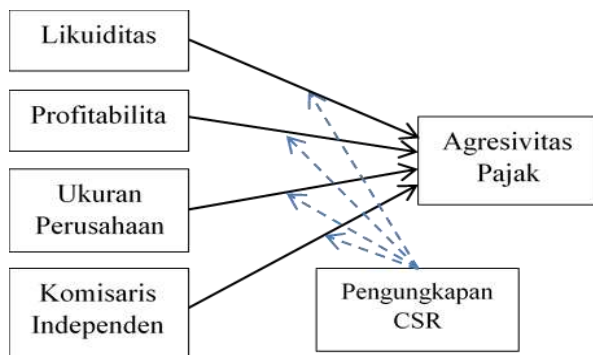 Likuiditas
Profitabilita
Ukuran
Perusahaan
Komisaris
Independen
Agresivitas
Pajak
Pengungkapan
CSR